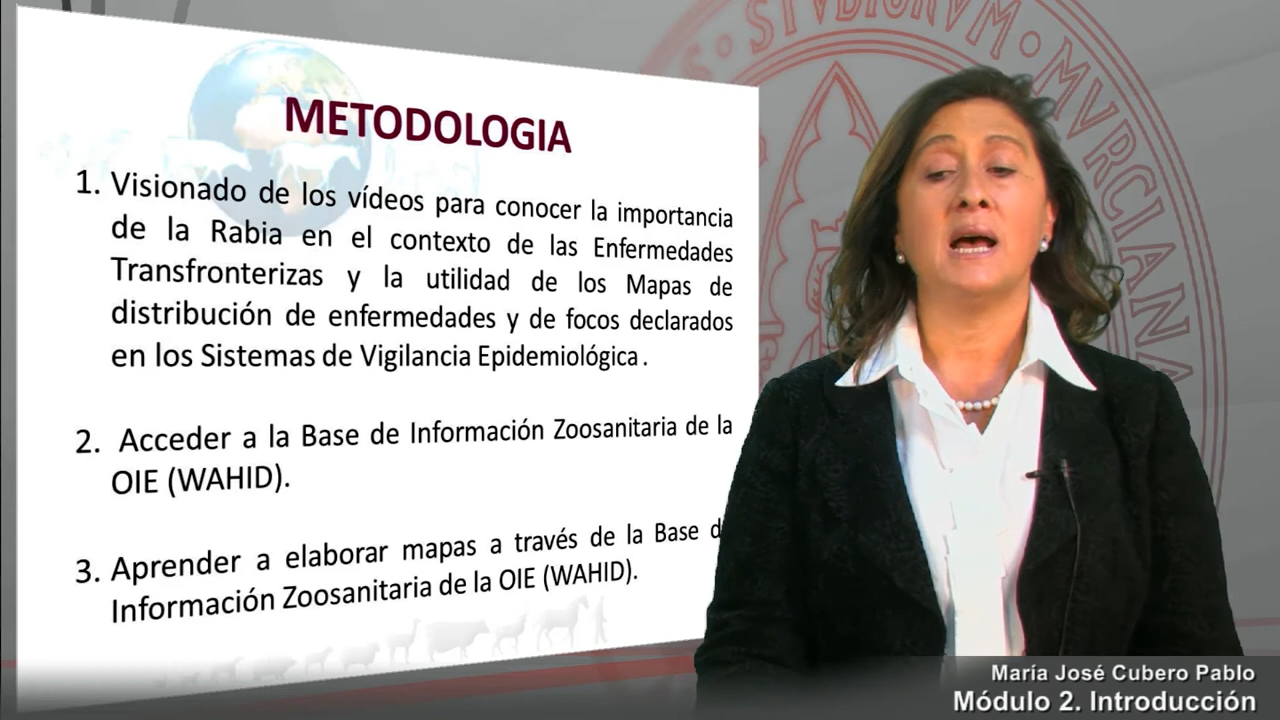 METODOLOGIA
1. Visionado de los vídeos para conocer la importancia
de la Rabia en el contexto de las Enfermedades
Transfronterizas y la utilidad de los Mapas de
distribución de enfermedades y de focos declarados
en los Sistemas de Vigilancia Epidemiológica.
2. Acceder a la Base de Información Zoosanitaria de la
OIE (WAHID).
3. Aprender a elaborar mapas a través de la Base
Información Zoosanitaria de la OIE (WAHID).
STVDIORVM
MVRCIANA
María José Cubero Pablo
Módulo 2. Introducción